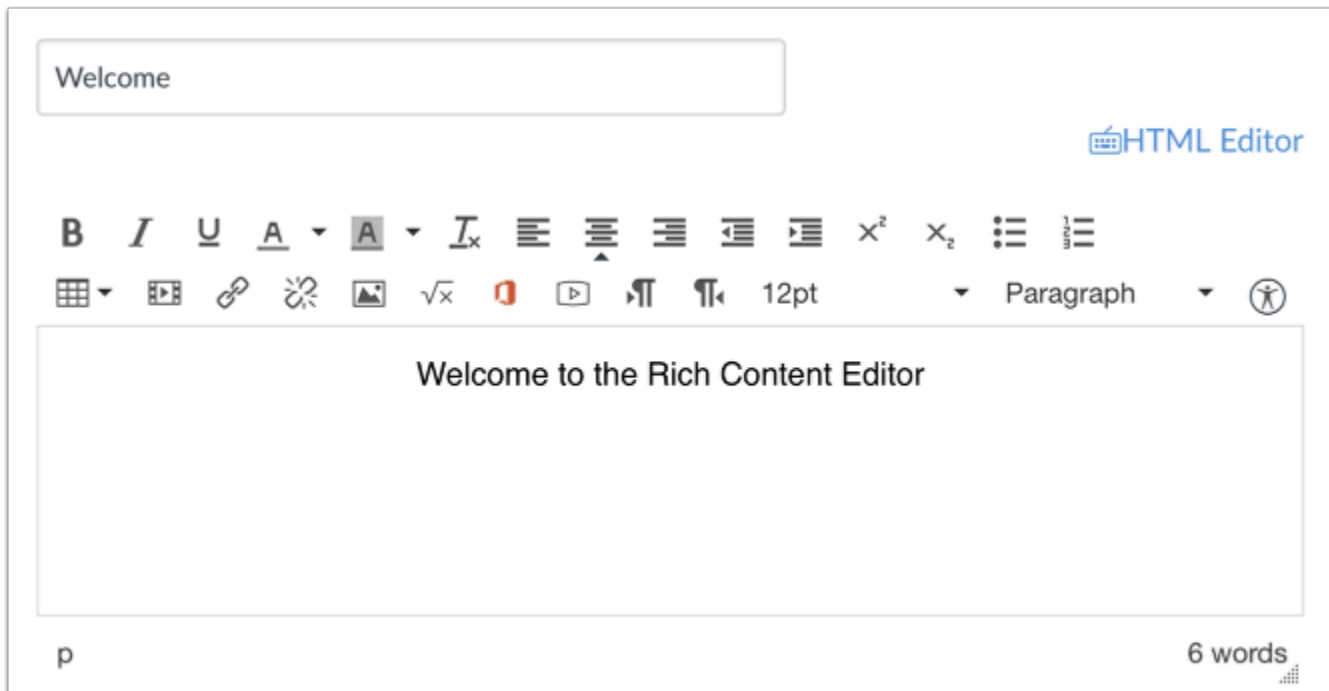 Welcome
HTML Editor
12pt Paragraph
Welcome to the Rich Content Editor
p 6 words